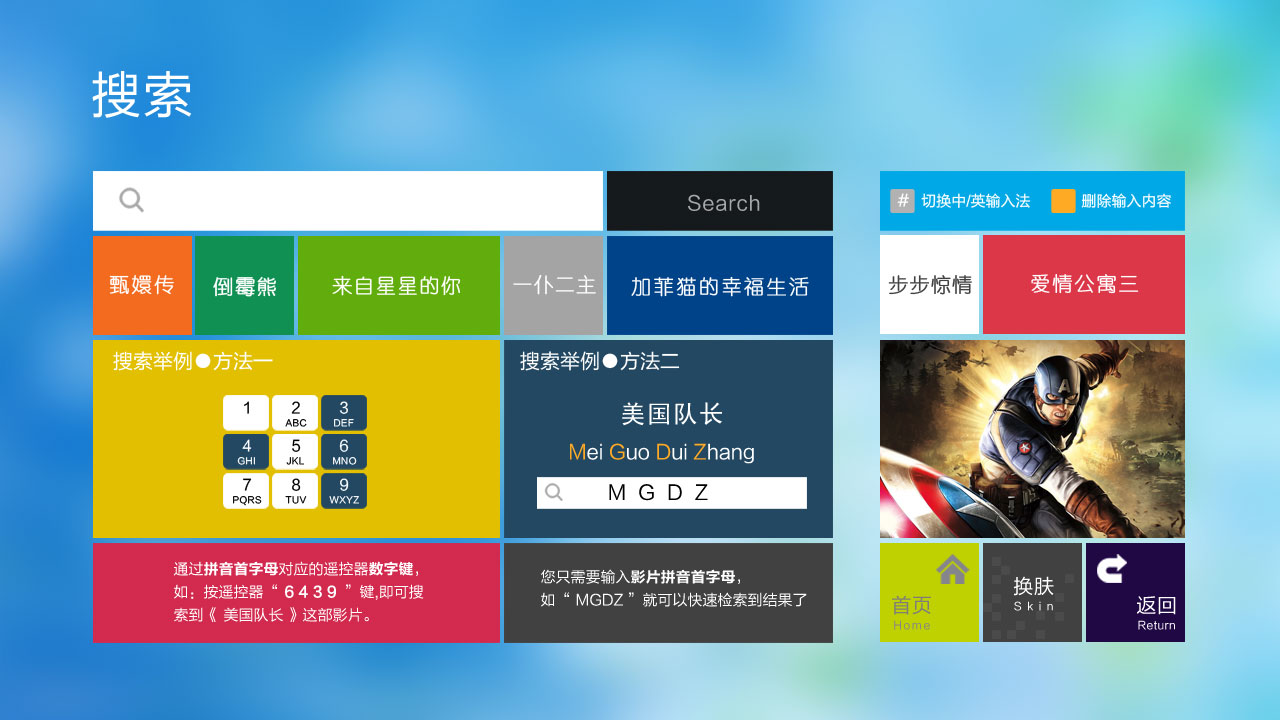 搜索
Search
# 切换中/英输入法 删除输入内容
甄嬛传 倒霉熊 来自星星的你 一仆二主 加菲猫的幸福生活
步步惊情 爱情公寓三
搜索举例●方法一
1 2 3
ABC DEF
4 5 6
GHI JKL MNO
7 8 9
PQRS TUV WXYZ
搜索举例●方法二
美国队长
Mei Guo Dui Zhang
M G D Z
通过拼音首字母对应的遥控器数字键，
如：按遥控器“6439”键,即可搜
索到《 美国队长 》这部影片。
您只需要输入影片拼音首字母，
如“ MGDZ ”就可以快速检索到结果了
首页
Home
换肤
Skin
返回
Return